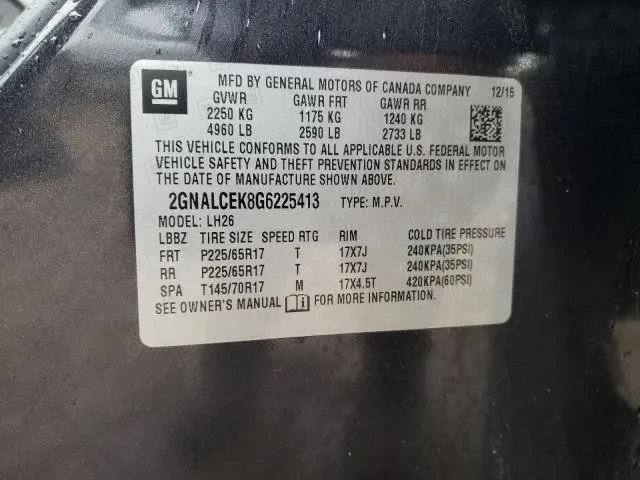 GM MFD BY GENERAL MOTORS OF CANADA COMPANY 12/15
GVWR GAWR FRT GAWR RR
2250 KG 1175 KG 1240 KG
4960 LB 2590 LB 2733 LB
THIS VEHICLE CONFORMS TO ALL APPLICABLE U.S. FEDERAL MOTOR
VEHICLE SAFETY AND THEFT PREVENTION STANDARDS IN EFFECT ON
THE DATE OF MANUFACTURE SHOWN ABOVE.
2GNALCEK8G6225413 TYPE: M.P.V.
MODEL: LH26
LBBZ TIRE SIZE SPEED RTG RIM COLD TIRE PRESSURE
FRT P225/65R17 T 17X7J 240KPA(35PSI)
RR P225/65R17 T 17X7J 240KPA(35PSI)
SPA T145/70R17 M 17X4.5T 420KPA(60PSI)
SEE OWNER'S MANUAL i FOR MORE INFORMATION